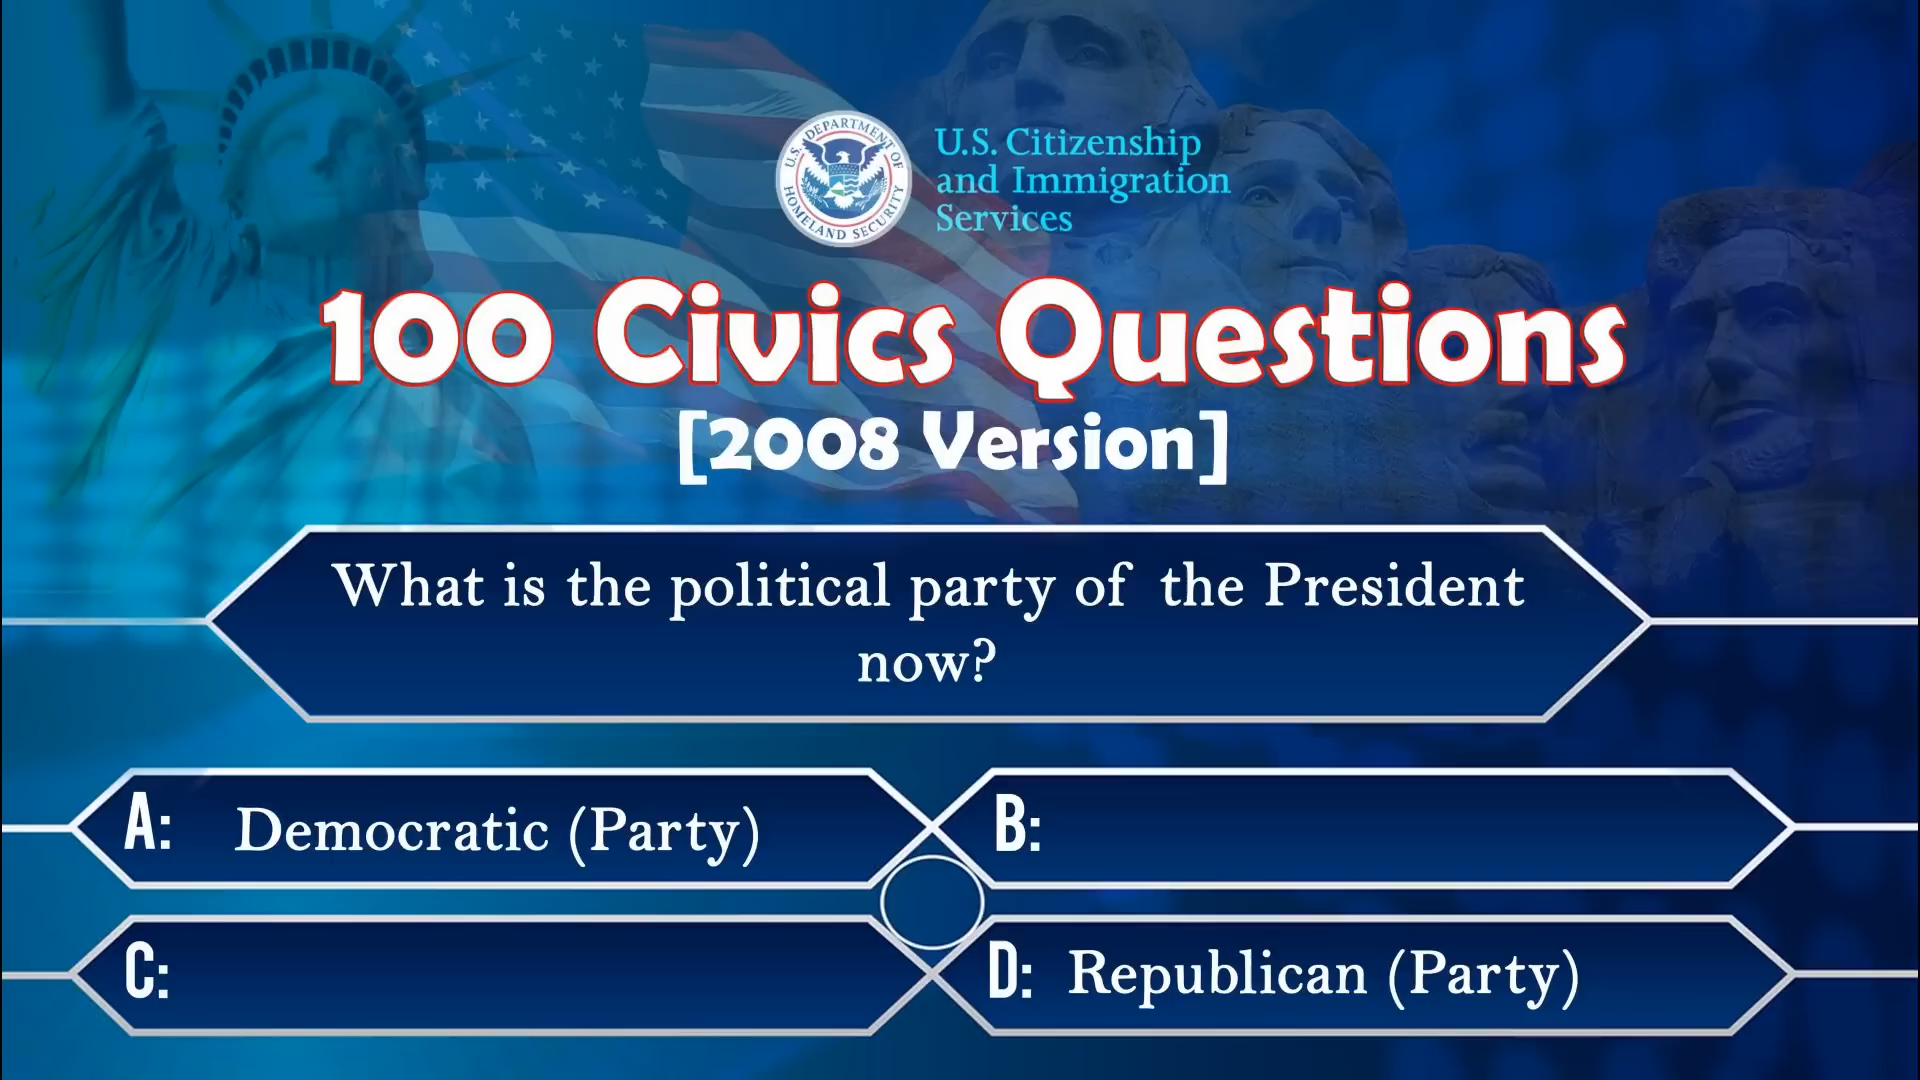 U.S. DEPARTMENT OF HOMELAND SECURITY
U.S. Citizenship
and Immigration
Services
100 Civics Questions
[2008 Version]
What is the political party of the President
now?
A: Democratic (Party)
B:
C:
D: Republican (Party)